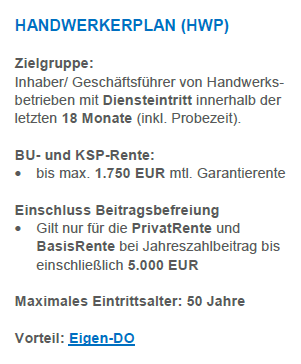 HANDWERKERPLAN (HWP)
Zielgruppe:
Inhaber/ Geschäftsführer von Handwerks-
betrieben mit Diensteintritt innerhalb der
letzten 18 Monate (inkl. Probezeit).
BU- und KSP-Rente:
• bis max. 1.750 EUR mtl. Garantierente
Einschluss Beitragsbefreiung
• Gilt nur für die PrivatRente und
BasisRente bei Jahreszahlbeitrag bis
einschließlich 5.000 EUR
Maximales Eintrittsalter: 50 Jahre
Vorteil: Eigen-DO